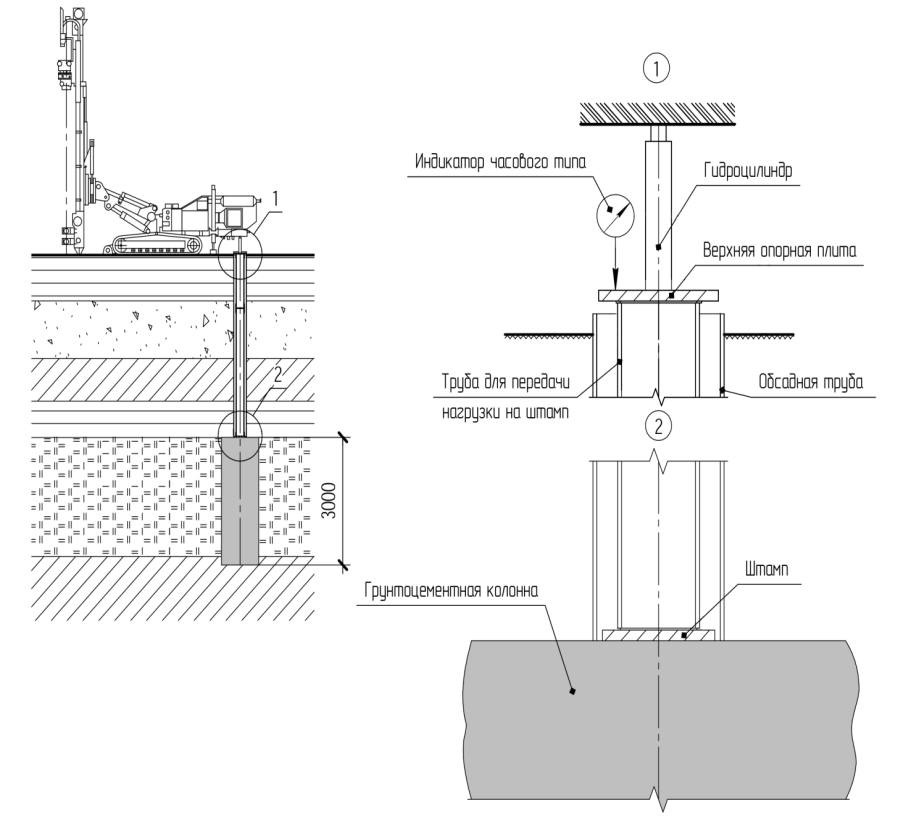 1
2
3000
1
Индикатор часового типа
Гидроцилиндр
Верхняя опорная плита
Труба для передачи
нагрузки на штамп
Обсадная труба
2
Штамп
Грунтоцементная колонна